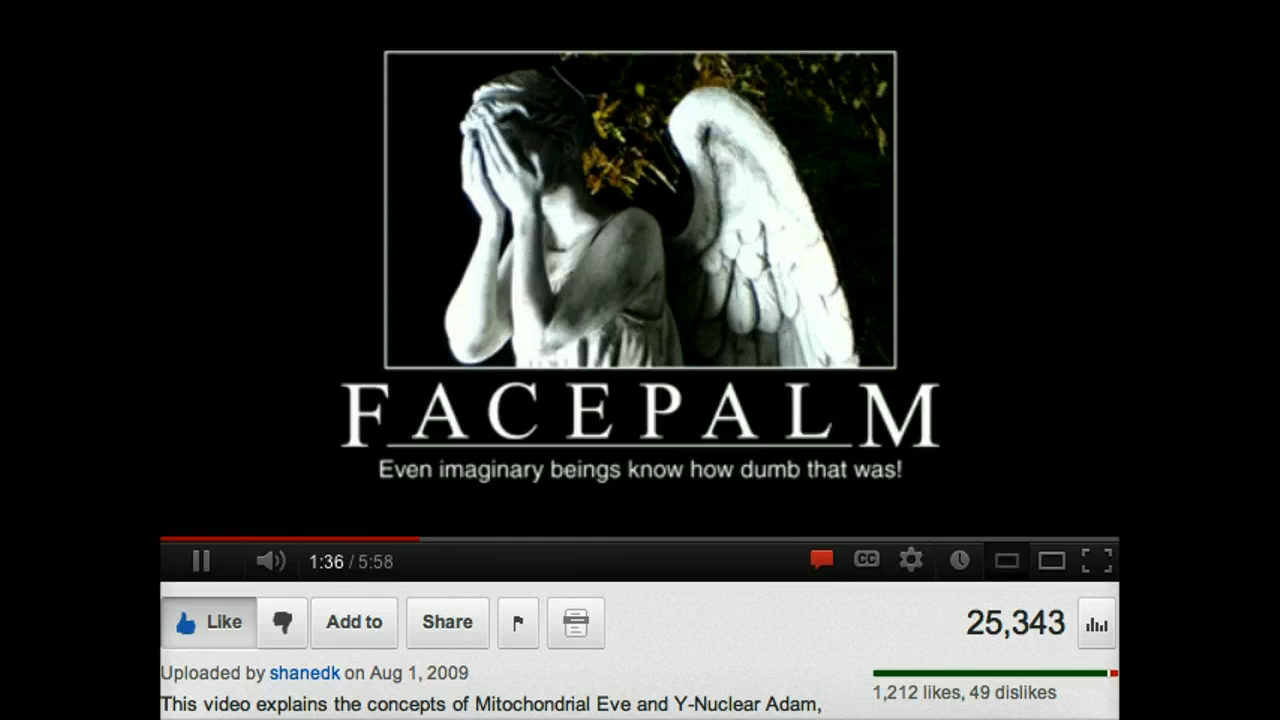 FACEPALM
Even imaginary beings know how dumb that was!
1:36 / 5:58
CC
Like
Add to
Share
25,343
Uploaded by shanedk on Aug 1, 2009
1,212 likes, 49 dislikes
This video explains the concepts of Mitochondrial Eve and Y-Nuclear Adam,